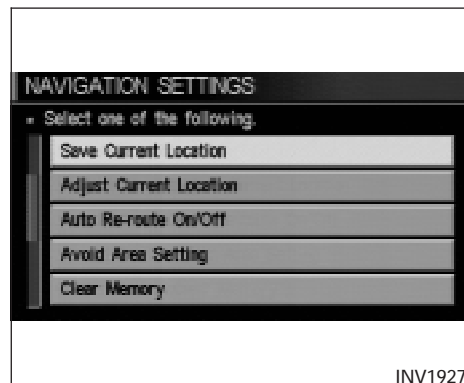 NAVIGATION SETTINGS
Select one of the following.
Save Current Location
Adjust Current Location
Auto Re-route On/Off
Avoid Area Setting
Clear Memory
INV1927